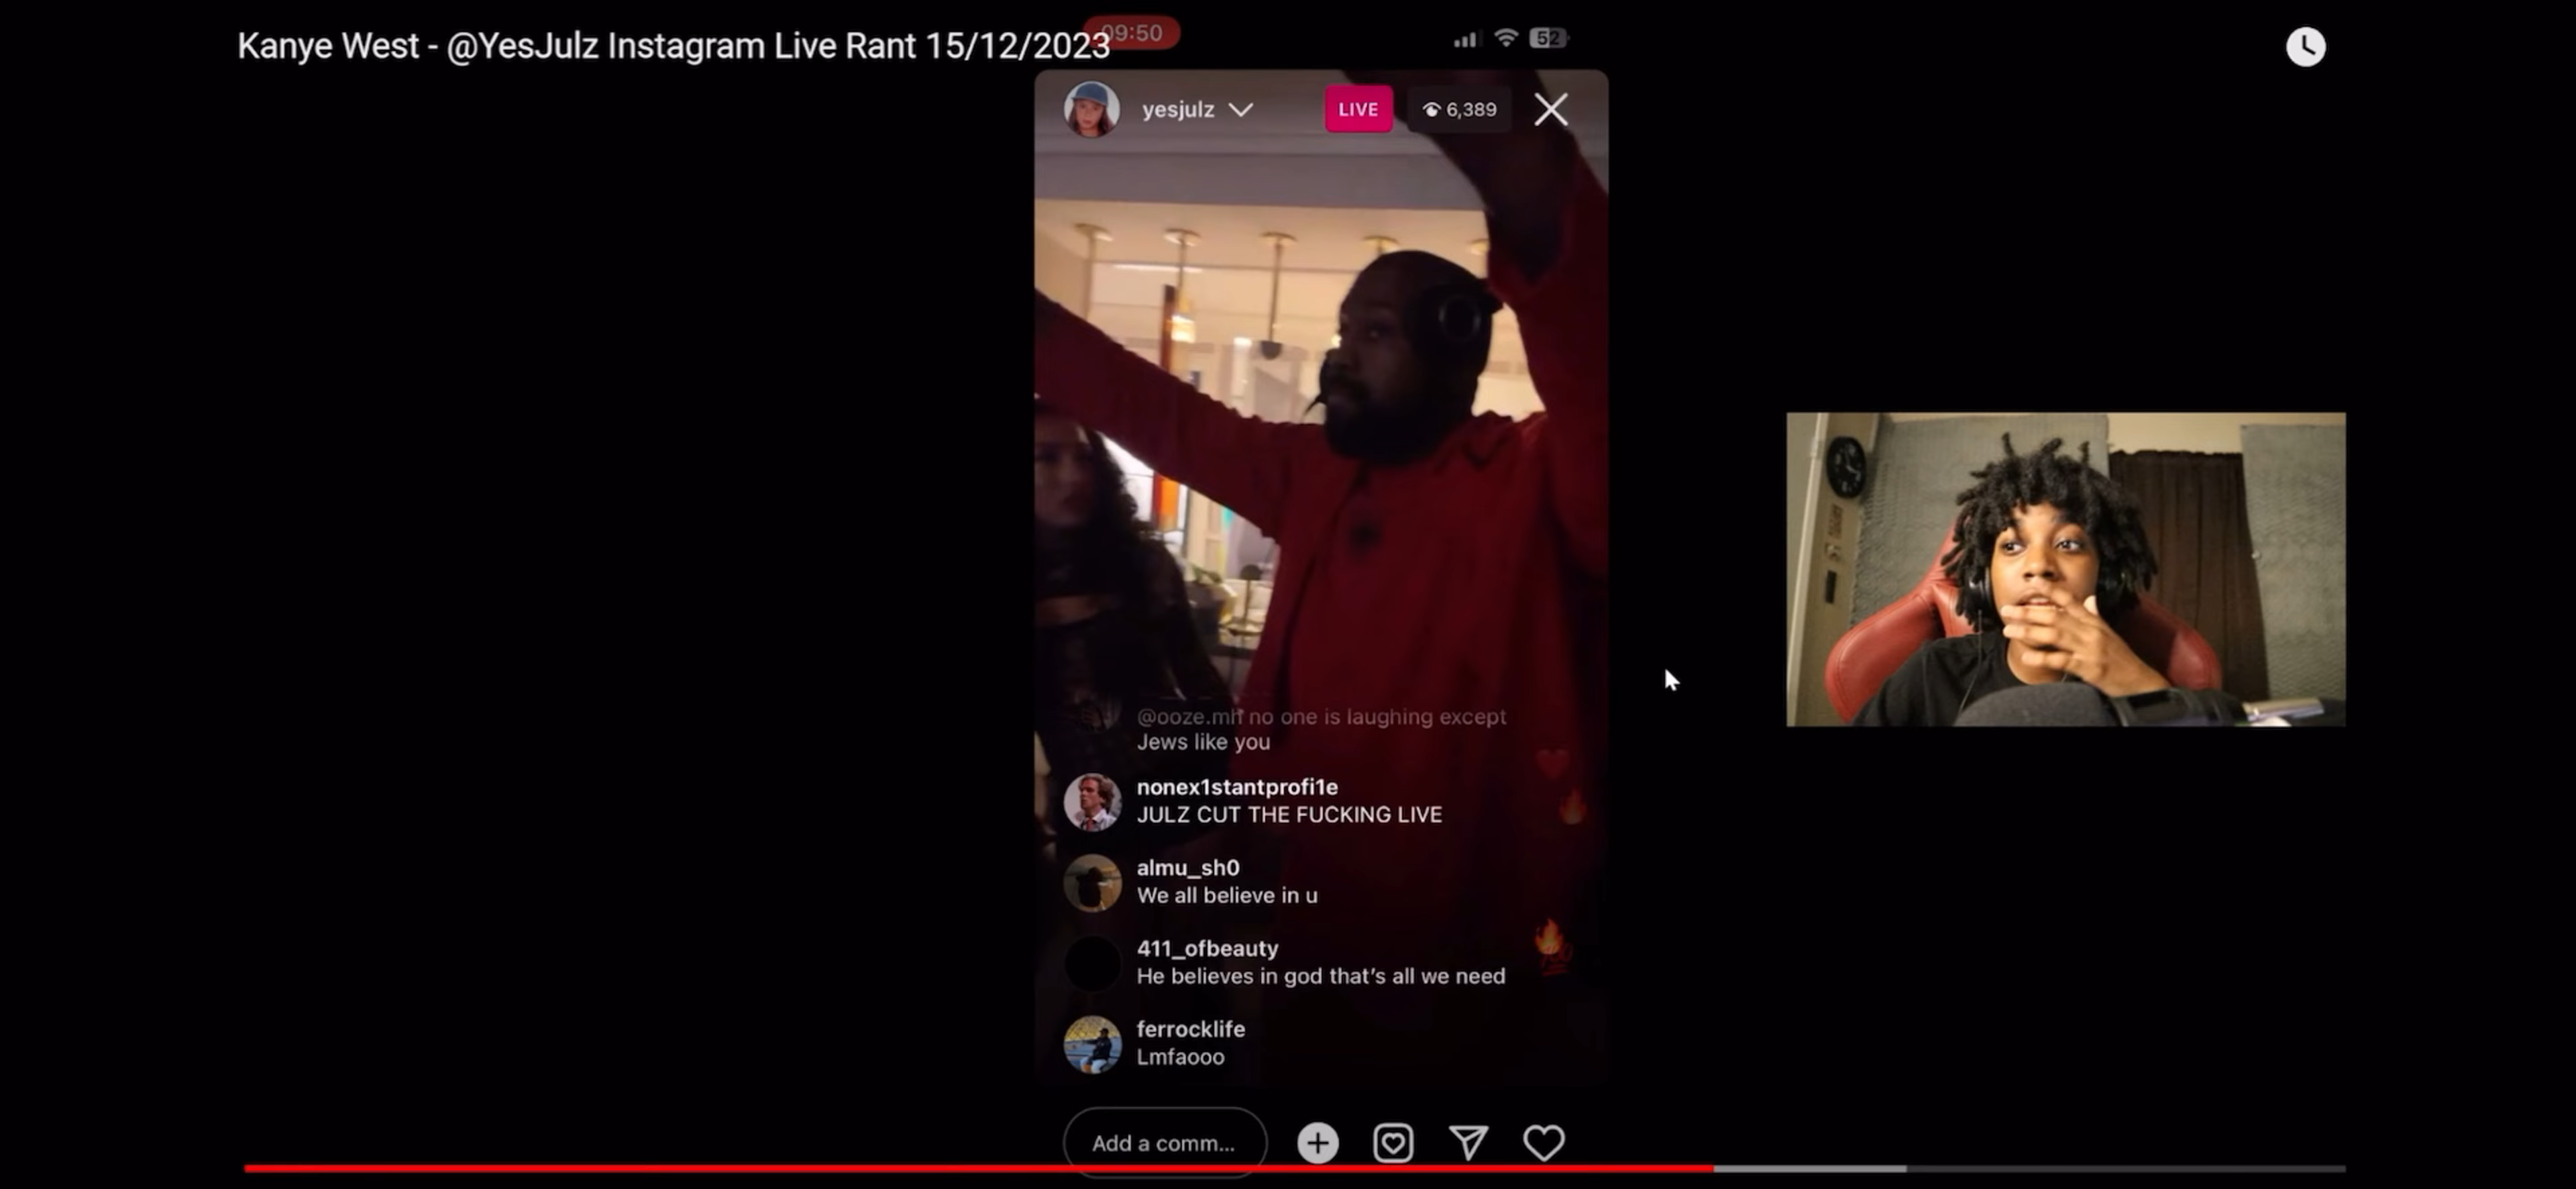 Kanye West - @YesJulz Instagram Live Rant 15/12/2023
09:50
52
yesjulz
LIVE
6,389
@ooze.mh no one is laughing except
Jews like you
nonex1stantprofi1e
JULZ CUT THE FUCKING LIVE
almu_sh0
We all believe in u
411_ofbeauty
He believes in god that's all we need
ferrocklife
Lmfaooo
Add a comm...